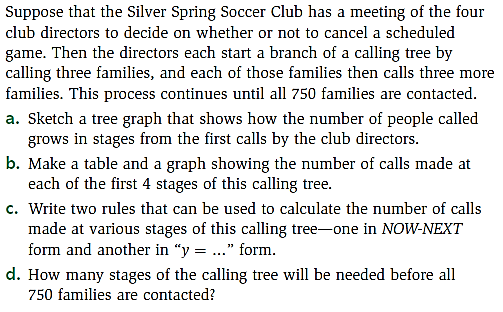 Suppose that the Silver Spring Soccer Club has a meeting of the four
club directors to decide on whether or not to cancel a scheduled
game. Then the directors each start a branch of a calling tree by
calling three families, and each of those families then calls three more
families. This process continues until all 750 families are contacted.
a. Sketch a tree graph that shows how the number of people called
grows in stages from the first calls by the club directors.
b. Make a table and a graph showing the number of calls made at
each of the first 4 stages of this calling tree.
c. Write two rules that can be used to calculate the number of calls
made at various stages of this calling tree—one in NOW-NEXT
form and another in “y = ...” form.
d. How many stages of the calling tree will be needed before all
750 families are contacted?